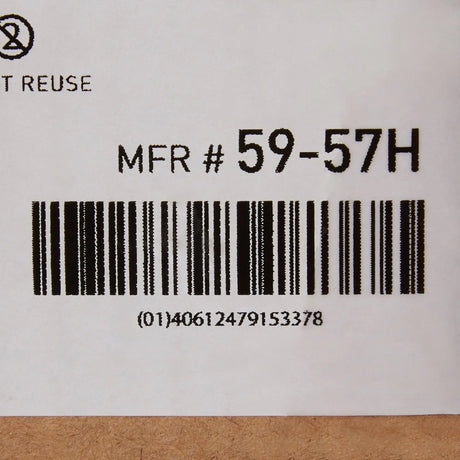 T REUSE
MFR # 59-57H
(01)40612479153378